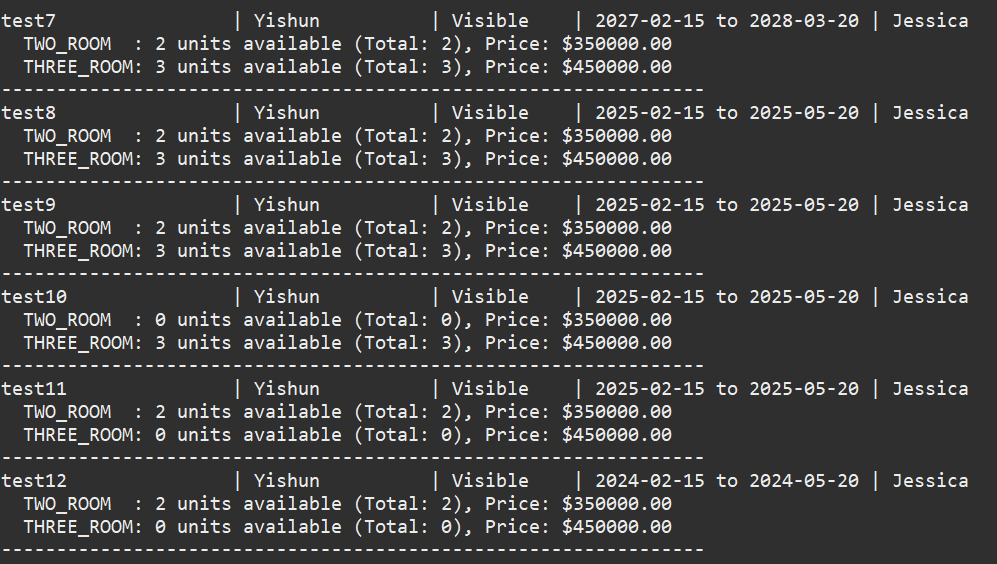 test7               | Yishun          | Visible    | 2027-02-15 to 2028-03-20 | Jessica
  TWO_ROOM  : 2 units available (Total: 2), Price: $350000.00
  THREE_ROOM: 3 units available (Total: 3), Price: $450000.00
----------------------------------------------------------------
test8               | Yishun          | Visible    | 2025-02-15 to 2025-05-20 | Jessica
  TWO_ROOM  : 2 units available (Total: 2), Price: $350000.00
  THREE_ROOM: 3 units available (Total: 3), Price: $450000.00
----------------------------------------------------------------
test9               | Yishun          | Visible    | 2025-02-15 to 2025-05-20 | Jessica
  TWO_ROOM  : 2 units available (Total: 2), Price: $350000.00
  THREE_ROOM: 3 units available (Total: 3), Price: $450000.00
----------------------------------------------------------------
test10              | Yishun          | Visible    | 2025-02-15 to 2025-05-20 | Jessica
  TWO_ROOM  : 0 units available (Total: 0), Price: $350000.00
  THREE_ROOM: 3 units available (Total: 3), Price: $450000.00
----------------------------------------------------------------
test11              | Yishun          | Visible    | 2025-02-15 to 2025-05-20 | Jessica
  TWO_ROOM  : 2 units available (Total: 2), Price: $350000.00
  THREE_ROOM: 0 units available (Total: 0), Price: $450000.00
----------------------------------------------------------------
test12              | Yishun          | Visible    | 2024-02-15 to 2024-05-20 | Jessica
  TWO_ROOM  : 2 units available (Total: 2), Price: $350000.00
  THREE_ROOM: 0 units available (Total: 0), Price: $450000.00
----------------------------------------------------------------